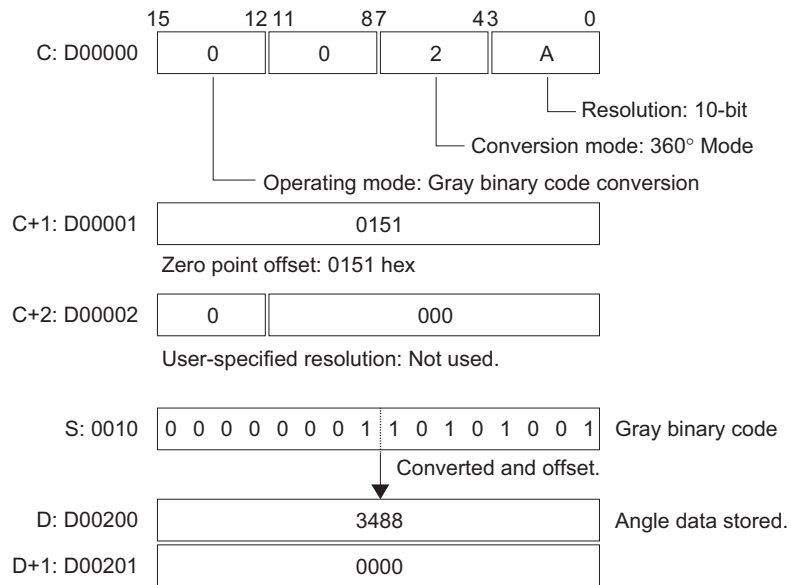 15 12 11 8 7 4 3 0
C: D00000 0 0 2 A
Resolution: 10-bit
Conversion mode: 360° Mode
Operating mode: Gray binary code conversion
C+1: D00001 0151
Zero point offset: 0151 hex
C+2: D00002 0 000
User-specified resolution: Not used.
S: 0010 0 0 0 0 0 0 0 1 1 0 1 0 1 0 0 1 Gray binary code
Converted and offset.
D: D00200 3488 Angle data stored.
D+1: D00201 0000